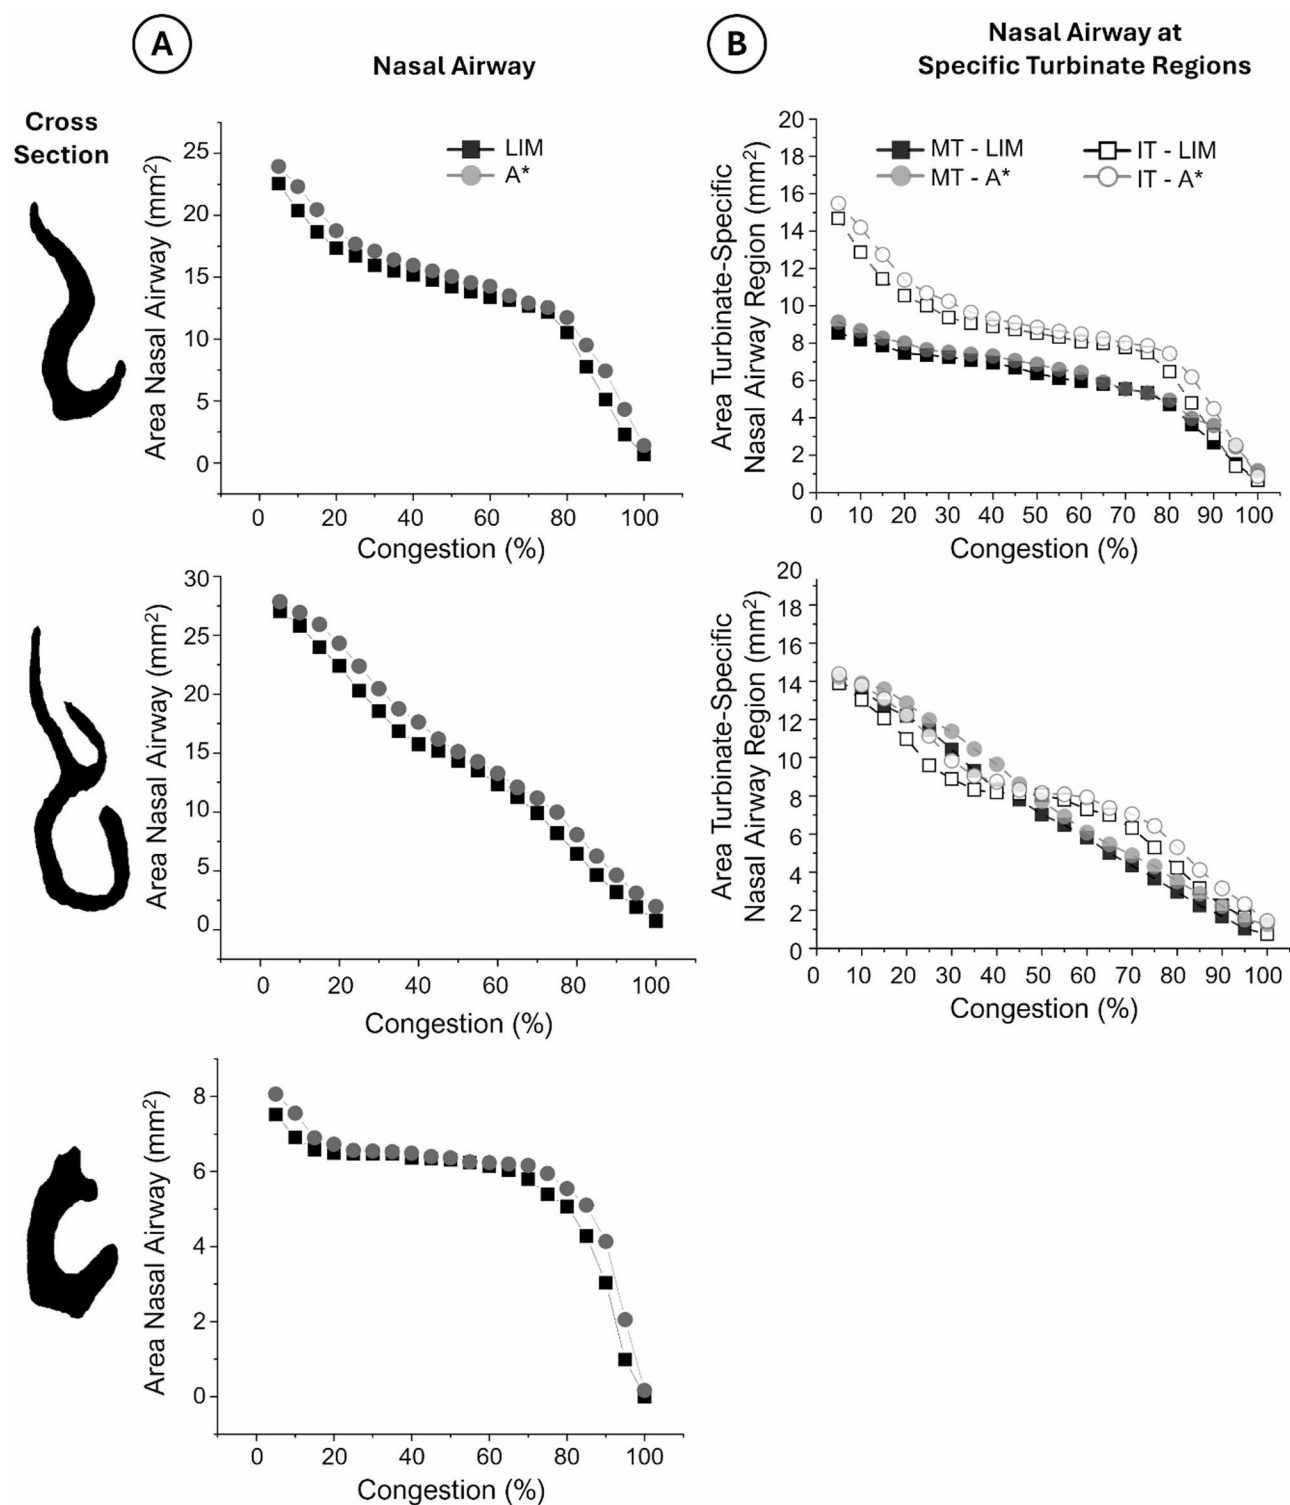 A
Nasal Airway
B
Nasal Airway at
Specific Turbinate Regions
Cross
Section
Area Nasal Airway (mm²)
25
20
15
10
5
0
LIM
A*
0 20 40 60 80 100
Congestion (%)
Area Turbinate-Specific
Nasal Airway Region (mm²)
20
18
16
14
12
10
8
6
4
2
0
MT - LIM
IT - LIM
MT - A*
IT - A*
0 10 20 30 40 50 60 70 80 90 100
Congestion (%)
Area Nasal Airway (mm²)
30
25
20
15
10
5
0
0 20 40 60 80 100
Congestion (%)
Area Turbinate-Specific
Nasal Airway Region (mm²)
20
18
16
14
12
10
8
6
4
2
0
0 10 20 30 40 50 60 70 80 90 100
Congestion (%)
Area Nasal Airway (mm²)
8
6
4
2
0
0 20 40 60 80 100
Congestion (%)